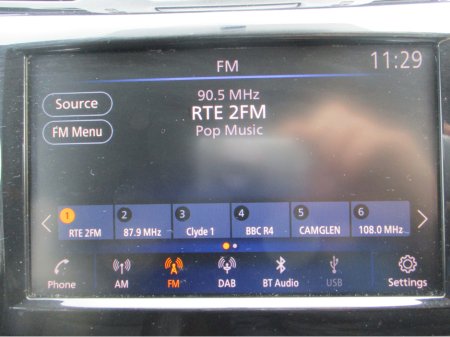 FM
11:29
Source
90.5 MHz
RTE 2FM
FM Menu
Pop Music
1 2 3 4 5 6
RTE 2FM 87.9 MHz Clyde 1 BBC R4 CAMGLEN 108.0 MHz
Phone AM FM DAB BT Audio USB Settings